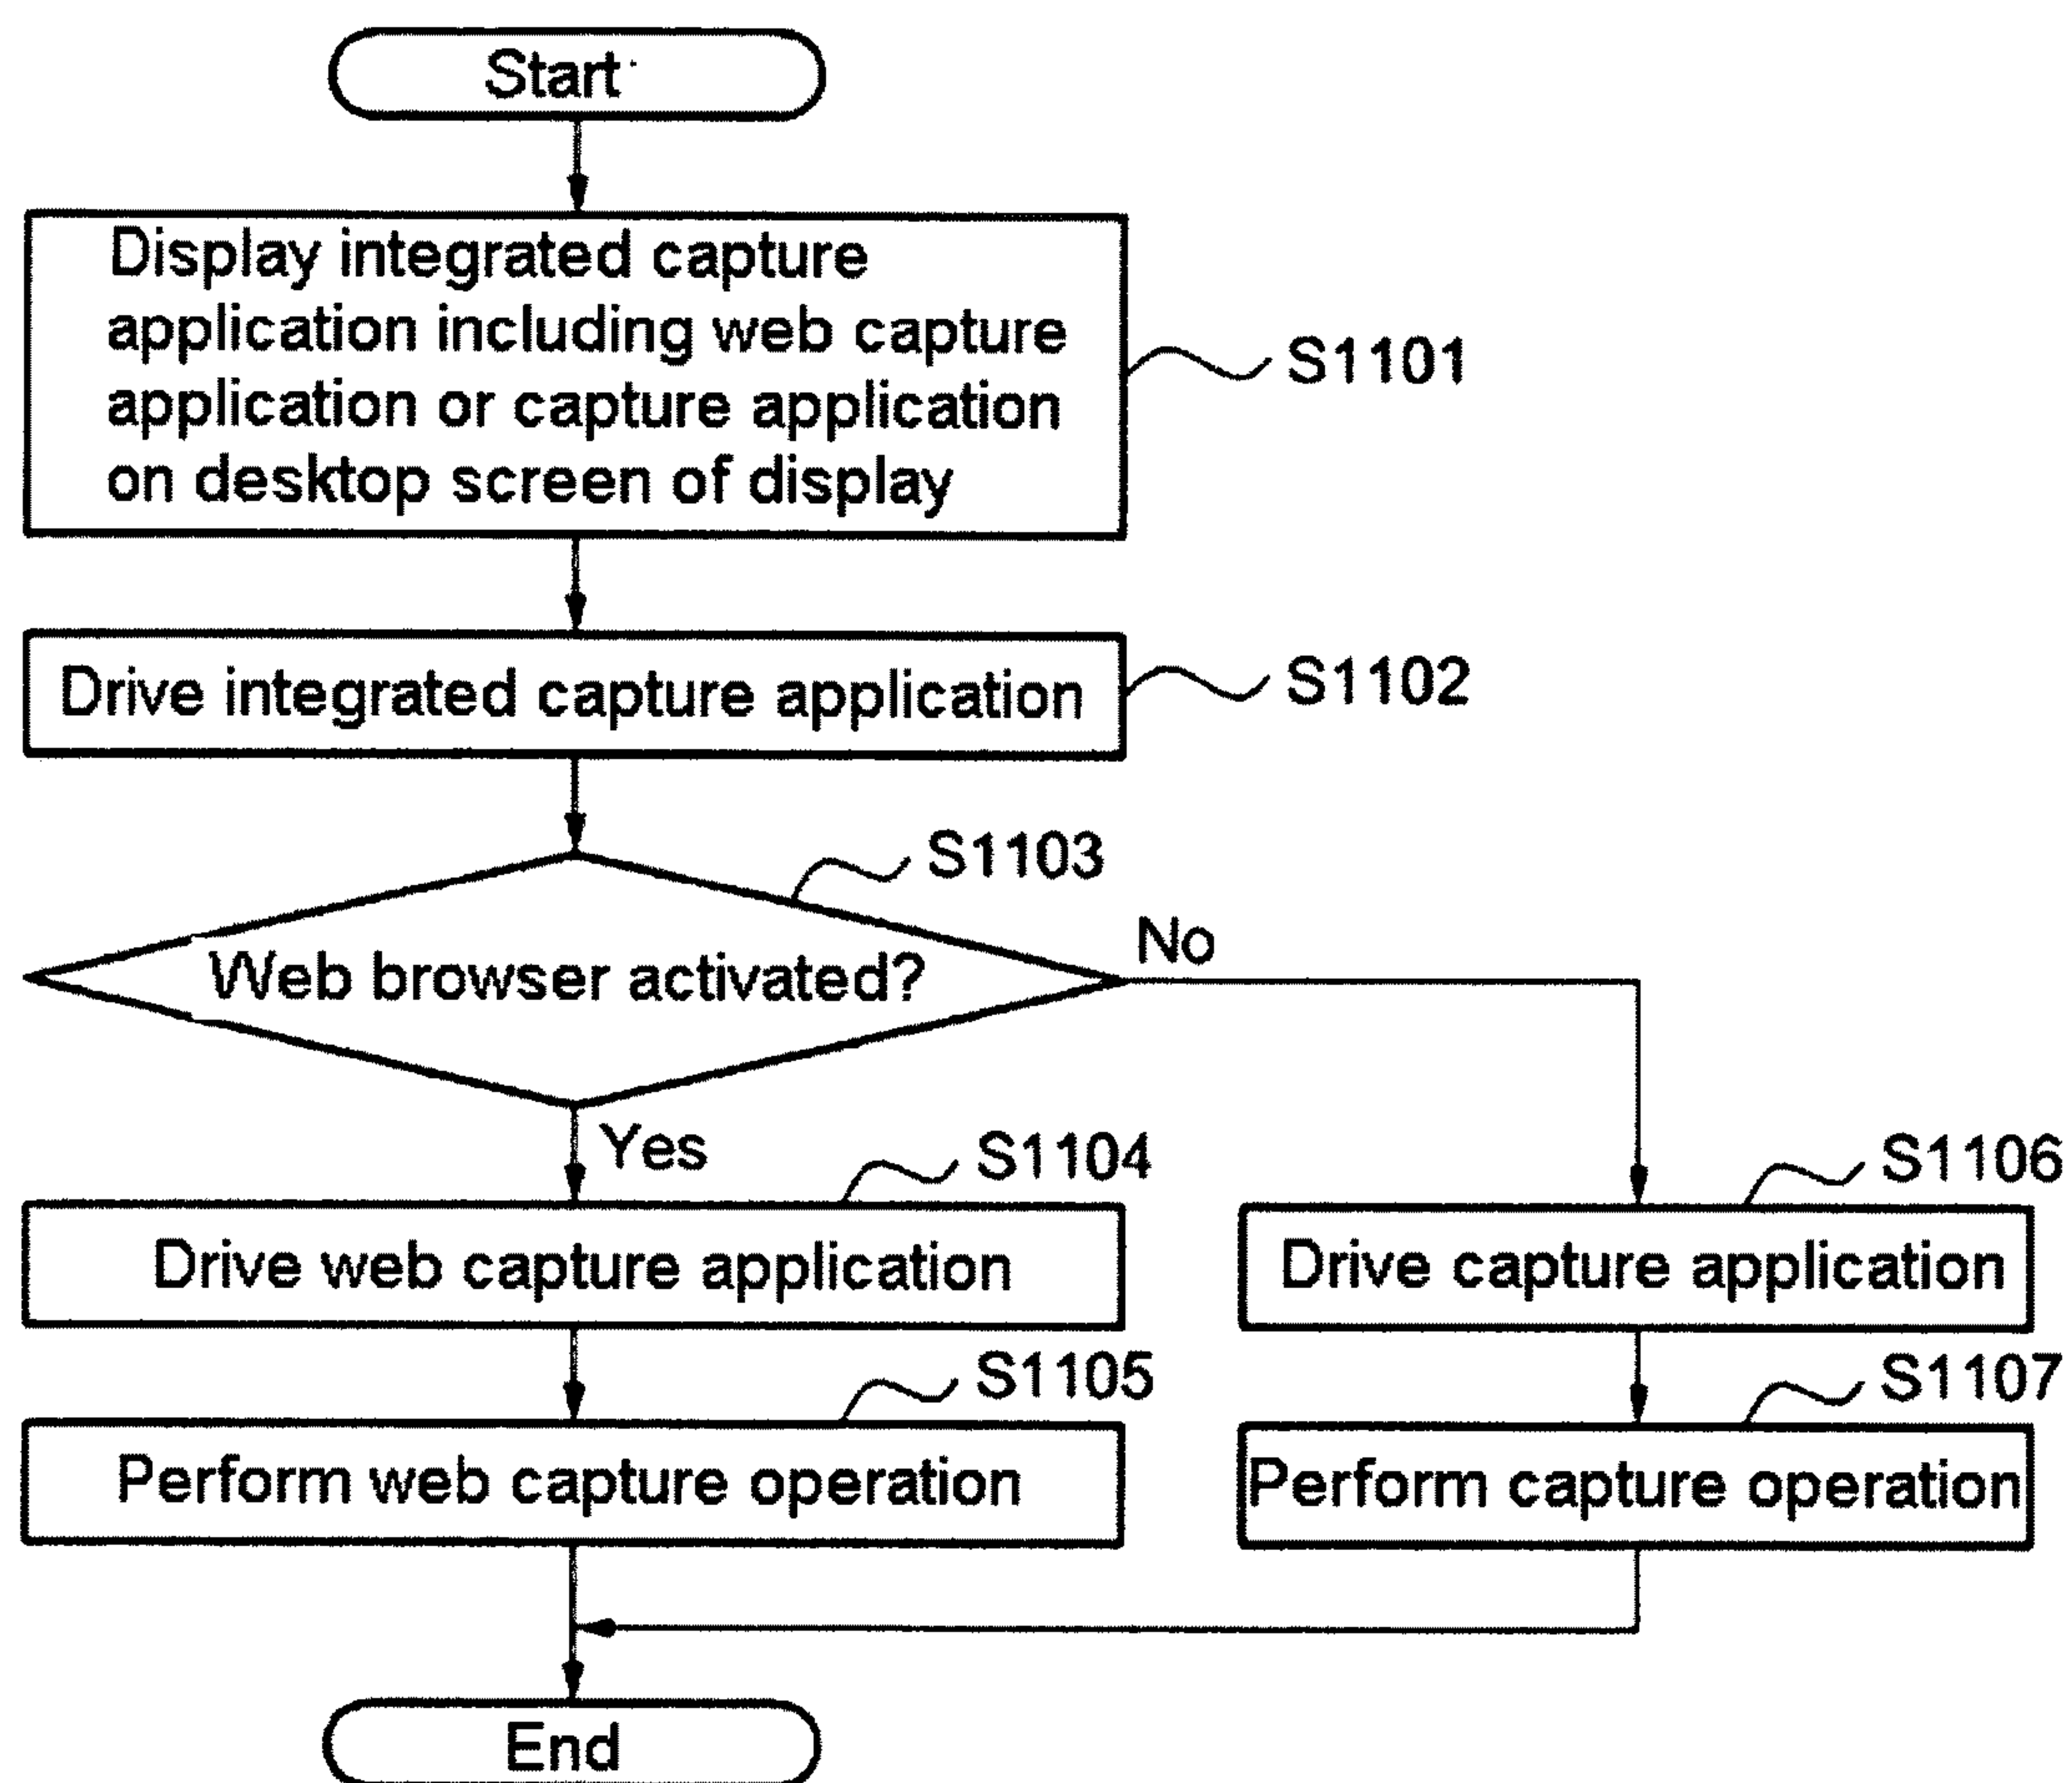 Start
Display integrated capture
application including web capture
application or capture application
on desktop screen of display
S1101
Drive integrated capture application
S1102
S1103
Web browser activated?
No
Yes
S1104
Drive web capture application
S1106
Drive capture application
S1105
Perform web capture operation
S1107
Perform capture operation
End